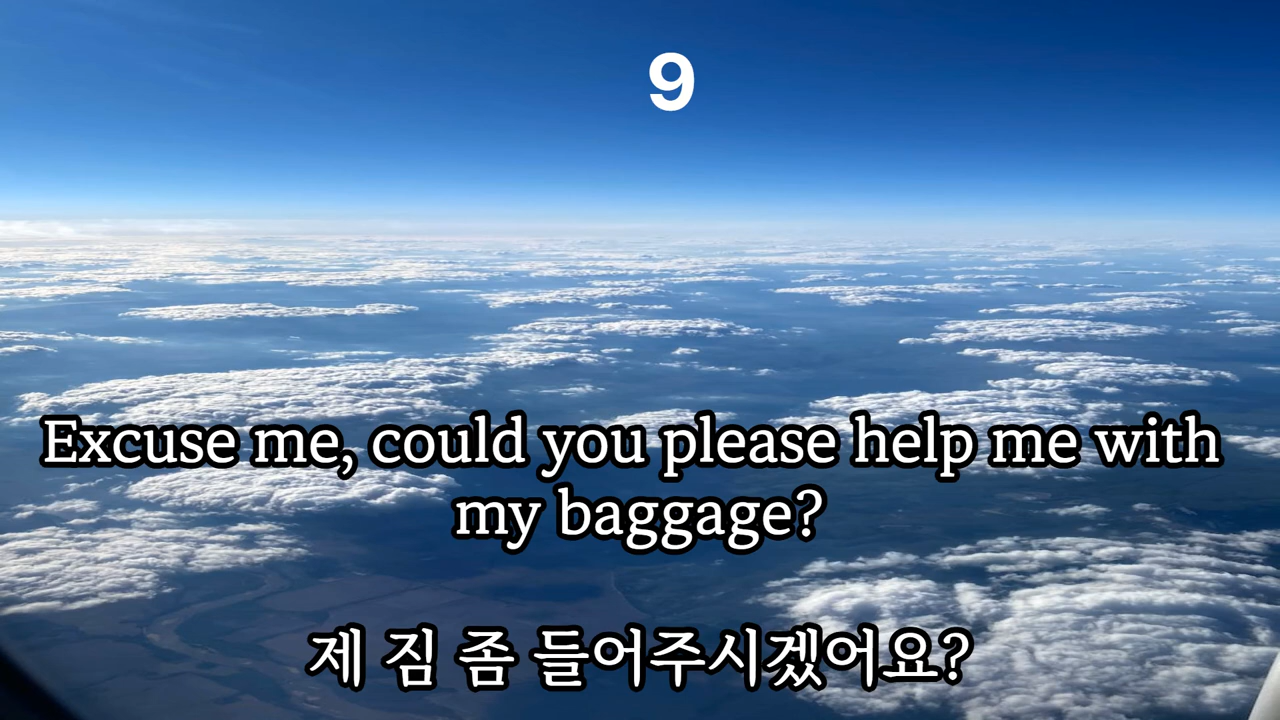 9
Excuse me, could you please help me with
my baggage?
제 짐 좀 들어주시겠어요?